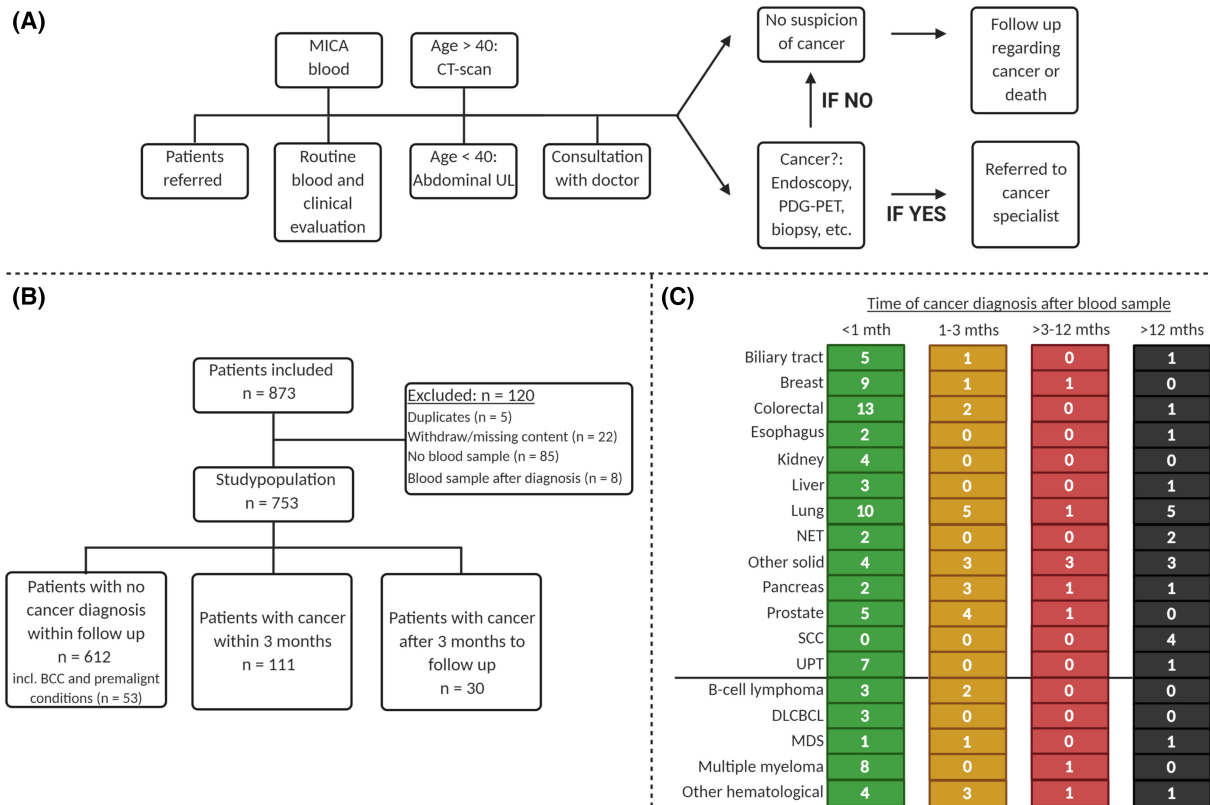 (A)
MICA
blood
Age > 40:
CT-scan
Patients
referred
Routine
blood and
clinical
evaluation
Age < 40:
Abdominal UL
Consultation
with doctor
No suspicion
of cancer
Follow up
regarding
cancer or
death
IF NO
Cancer?:
Endoscopy,
PDG-PET,
biopsy, etc.
IF YES
Referred to
cancer
specialist
(B)
Patients included
n = 873
Excluded: n = 120
Duplicates (n = 5)
Withdraw/missing content (n = 22)
No blood sample (n = 85)
Blood sample after diagnosis (n = 8)
Studypopulation
n = 753
Patients with no
cancer diagnosis
within follow up
n = 612
incl. BCC and premalignt
conditions (n = 53)
Patients with cancer
within 3 months
n = 111
Patients with cancer
after 3 months to
follow up
n = 30
(C)
Time of cancer diagnosis after blood sample
<1 mth 1-3 mths >3-12 mths >12 mths
Biliary tract 5 1 0 1
Breast 9 1 1 0
Colorectal 13 2 0 1
Esophagus 2 0 0 1
Kidney 4 0 0 0
Liver 3 0 0 1
Lung 10 5 1 5
NET 2 0 0 2
Other solid 4 3 3 3
Pancreas 2 3 1 1
Prostate 5 4 1 0
SCC 0 0 0 4
UPT 7 0 0 1
B-cell lymphoma 3 2 0 0
DLCBCL 3 0 0 0
MDS 1 1 0 1
Multiple myeloma 8 0 1 0
Other hematological 4 3 1 1